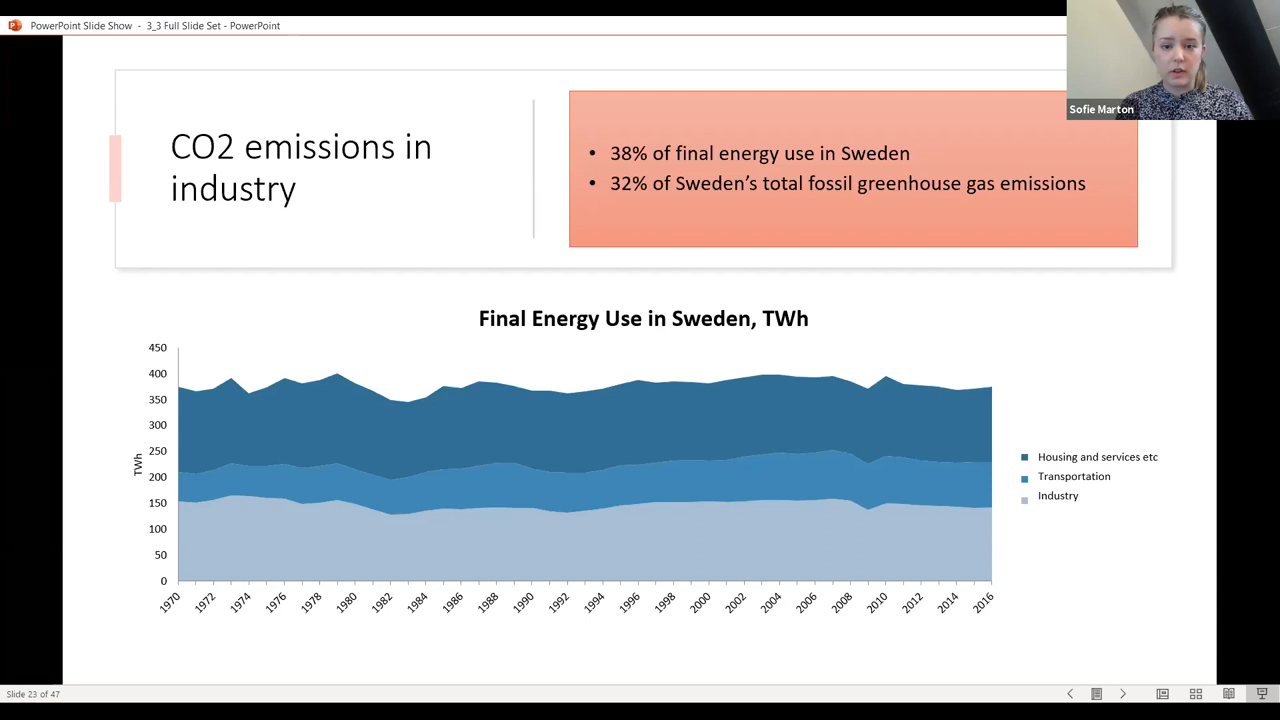 PowerPoint Slide Show - 3_3 Full Slide Set - PowerPoint
Sofie Marton
CO2 emissions in
industry
• 38% of final energy use in Sweden
• 32% of Sweden's total fossil greenhouse gas emissions
Final Energy Use in Sweden, TWh
450
400
350
300
250
200
150
100
50
0
TWh
1970
1972
1974
1976
1978
1980
1982
1984
1986
1988
1990
1992
1994
1996
1998
2000
2002
2004
2006
2008
2010
2012
2014
2016
Housing and services etc
Transportation
Industry
Slide 23 of 47